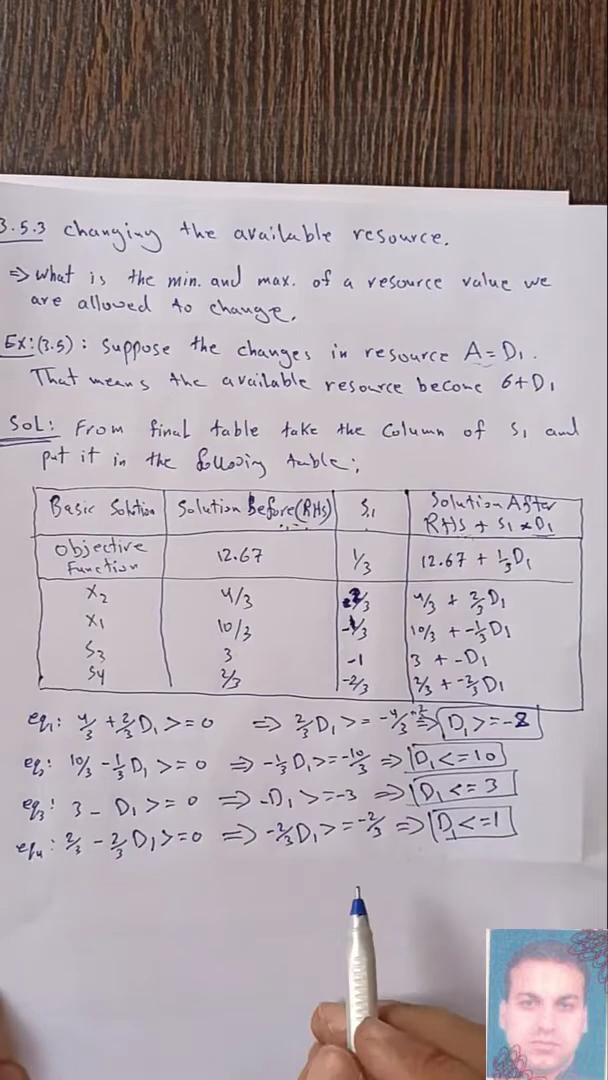 3.5.3 changing the available resource.
⇒ what is the min. and max. of a resource value we
are allowed to change.
Ex:(3.5): Suppose the changes in resource A = D₁.
That means the available resource become 6+D₁
Sol: From final table take the column of S₁ and
put it in the following table:
Basic Solution | Solution Before(RHS) | S₁ | Solution After RHS + S₁ × D₁
Objective Function | 12.67 | 1/3 | 12.67 + 1/3 D₁
X₂ | 4/3 | 2/3 | 4/3 + 2/3 D₁
X₁ | 10/3 | -1/3 | 10/3 + -1/3 D₁
S₃ | 3 | -1 | 3 + -D₁
S4 | 2/3 | -2/3 | 2/3 + -2/3 D₁
eq₁: 4/3 + 2/3 D₁ >= 0 ⇒ 2/3 D₁ >= -4/3 ⇒ D₁ >= -2
eq₂: 10/3 - 1/3 D₁ >= 0 ⇒ -1/3 D₁ >= -10/3 ⇒ D₁ <= 10
eq₃: 3 - D₁ >= 0 ⇒ -D₁ >= -3 ⇒ D₁ <= 3
eq₄: 2/3 - 2/3 D₁ >= 0 ⇒ -2/3 D₁ >= -2/3 ⇒ D₁ <= 1